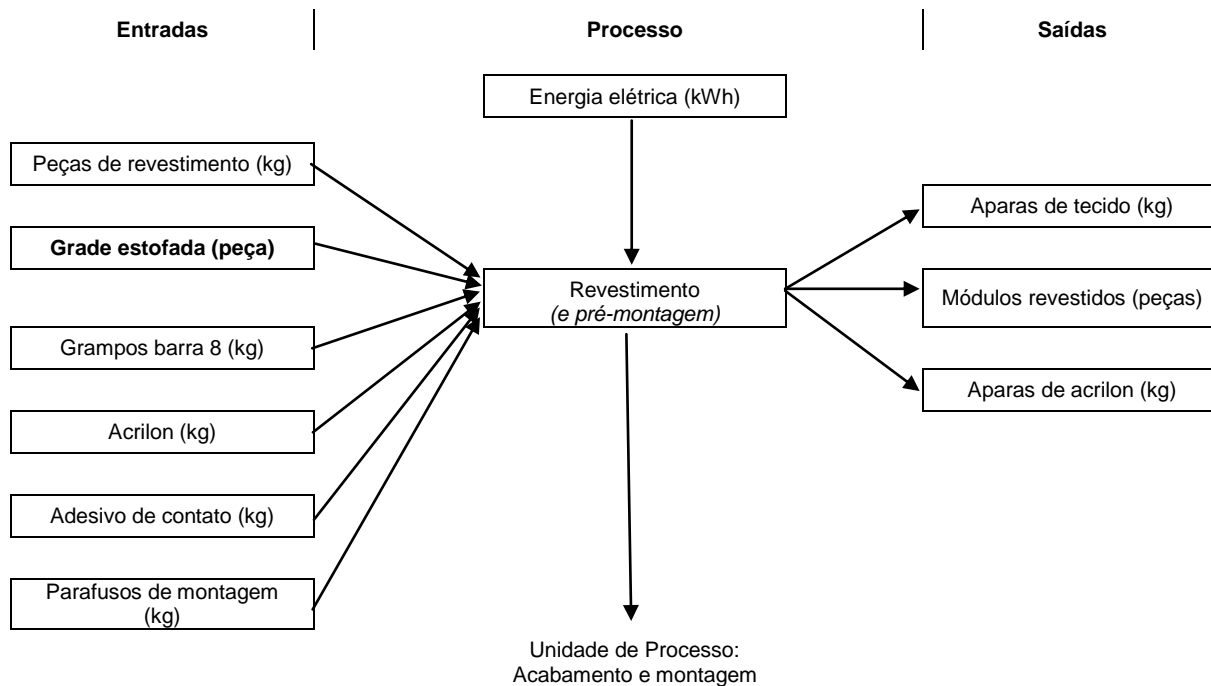 Entradas
Processo
Saídas
Energia elétrica (kWh)
Peças de revestimento (kg)
Grade estofada (peça)
Grampos barra 8 (kg)
Acrilon (kg)
Adesivo de contato (kg)
Parafusos de montagem
(kg)
Revestimento
(e pré-montagem)
Aparas de tecido (kg)
Módulos revestidos (peças)
Aparas de acrilon (kg)
Unidade de Processo:
Acabamento e montagem